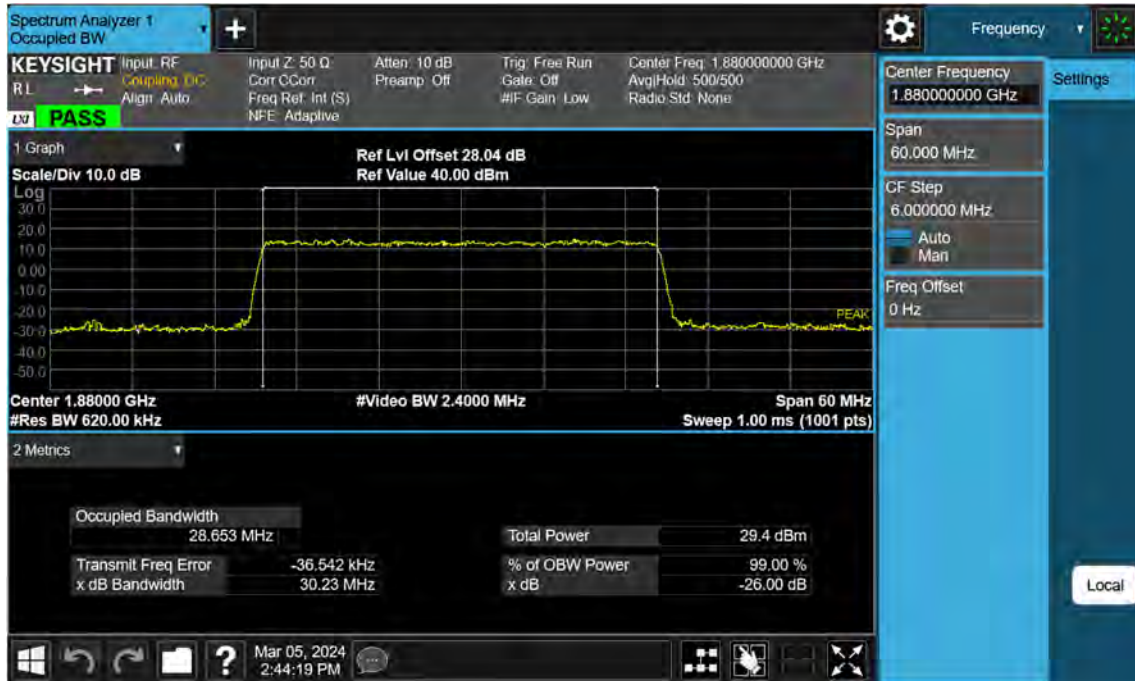 Spectrum Analyzer 1
Occupied BW
+
Frequency
KEYSIGHT
RL
LXI PASS
Input: RF
Coupling: DC
Align: Auto
Input Z: 50 Ω
Corr CCorr
Freq Ref: Int (S)
NFE: Adaptive
Atten: 10 dB
Preamp: Off
Trig: Free Run
Gate: Off
#IF Gain: Low
Center Freq: 1.880000000 GHz
Avg|Hold: 500/500
Radio Std: None
1 Graph
Scale/Div 10.0 dB
Ref Lvl Offset 28.04 dB
Ref Value 40.00 dBm
Log
30.0
20.0
10.0
0.00
-10.0
-20.0
-30.0
-40.0
-50.0
PEAK
Center 1.88000 GHz
#Video BW 2.4000 MHz
Span 60 MHz
#Res BW 620.00 kHz
Sweep 1.00 ms (1001 pts)
2 Metrics
Occupied Bandwidth
28.653 MHz
Transmit Freq Error -36.542 kHz
x dB Bandwidth 30.23 MHz
Total Power 29.4 dBm
% of OBW Power 99.00 %
x dB -26.00 dB
Center Frequency
1.880000000 GHz
Span
60.000 MHz
CF Step
6.000000 MHz
Auto
Man
Freq Offset
0 Hz
Settings
Local
?
Mar 05, 2024
2:44:19 PM